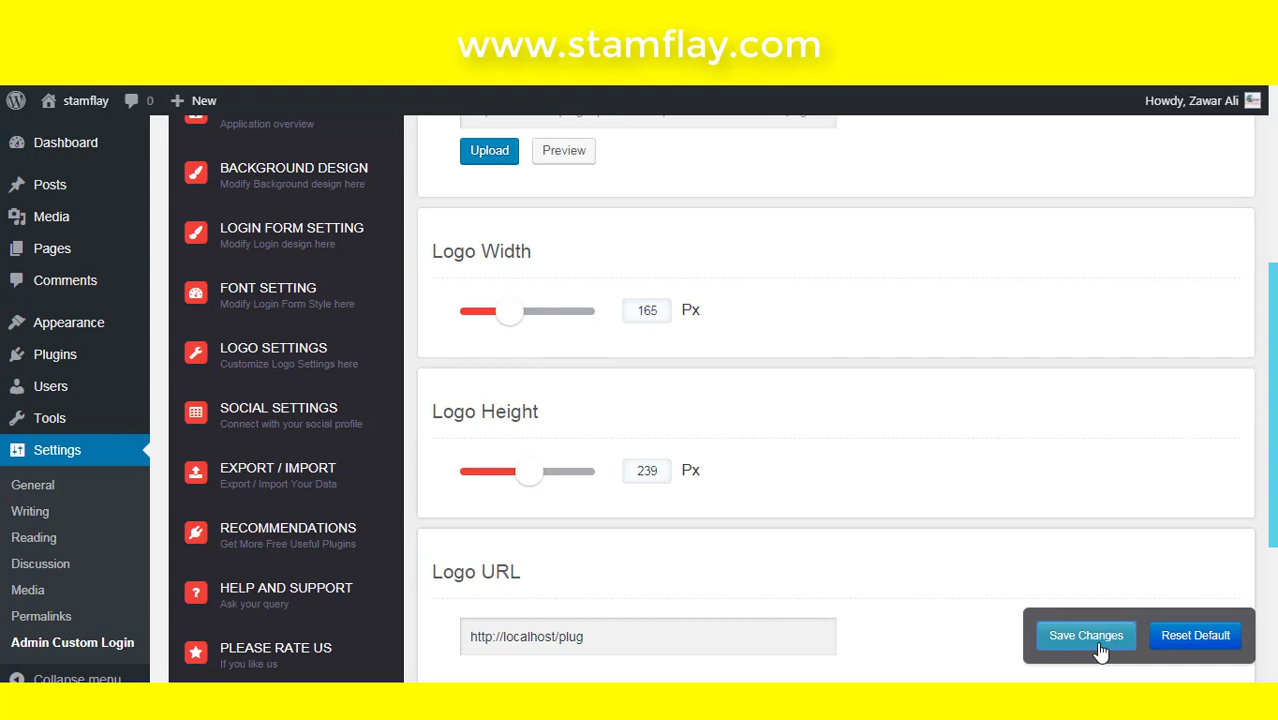 www.stamflay.com
stamflay
0
New
Howdy, Zawar Ali
Dashboard
Posts
Media
Pages
Comments
Appearance
Plugins
Users
Tools
Settings
General
Writing
Reading
Discussion
Media
Permalinks
Admin Custom Login
Collapse menu
Application overview
BACKGROUND DESIGN
Modify Background design here
LOGIN FORM SETTING
Modify Login design here
FONT SETTING
Modify Login Form Style here
LOGO SETTINGS
Customize Logo Settings here
SOCIAL SETTINGS
Connect with your social profile
EXPORT / IMPORT
Export / Import Your Data
RECOMMENDATIONS
Get More Free Useful Plugins
HELP AND SUPPORT
Ask your query
PLEASE RATE US
If you like us
Upload
Preview
Logo Width
165 Px
Logo Height
239 Px
Logo URL
http://localhost/plug
Save Changes
Reset Default